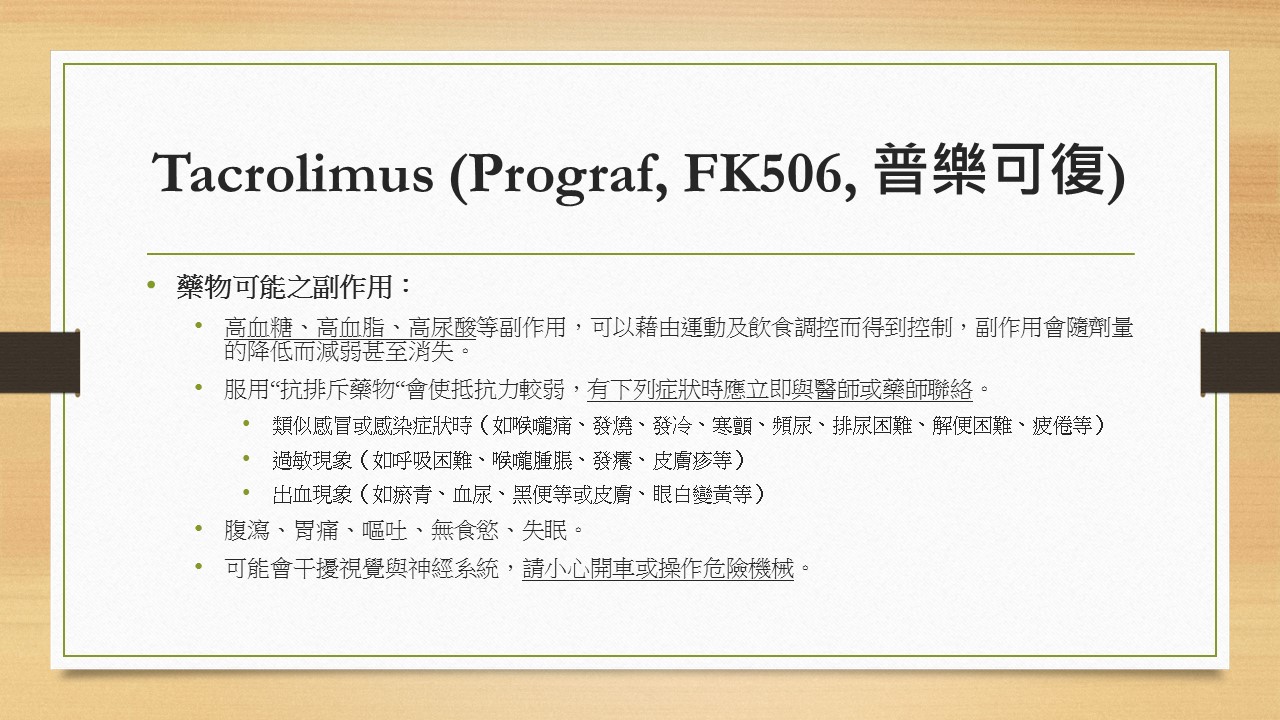 Tacrolimus (Prograf, FK506, 普樂可復)
• 藥物可能之副作用：
• 高血糖、高血脂、高尿酸等副作用，可以藉由運動及飲食調控而得到控制，副作用會隨劑量
的降低而減弱甚至消失。
• 服用“抗排斥藥物“會使抵抗力較弱，有下列症狀時應立即與醫師或藥師聯絡。
• 類似感冒或感染症狀時（如喉嚨痛、發燒、發冷、寒顫、頻尿、排尿困難、解便困難、疲倦等）
• 過敏現象（如呼吸困難、喉嚨腫脹、發癢、皮膚疹等）
• 出血現象（如瘀青、血尿、黑便等或皮膚、眼白變黃等）
• 腹瀉、胃痛、嘔吐、無食慾、失眠。
• 可能會干擾視覺與神經系統，請小心開車或操作危險機械。